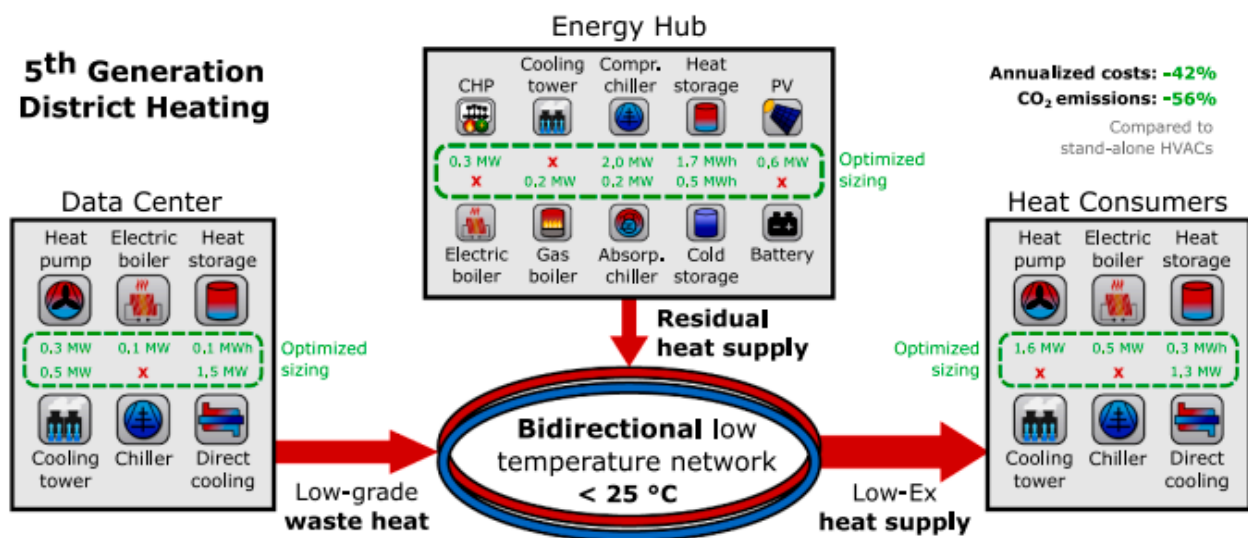 5th Generation
District Heating
Energy Hub
Annualized costs: -42%
CO2 emissions: -56%
Compared to
stand-alone HVACs
CHP
Cooling
tower
Compr.
chiller
Heat
storage
PV
0.3 MW
x
2,0 MW
1.7 MWh
0,6 MW
x
0.2 MW
0.2 MW
0.5 MWh
x
Optimized
sizing
Electric
boiler
Gas
boiler
Absorp.
chiller
Cold
storage
Battery
Data Center
Heat
pump
Electric
boiler
Heat
storage
0.3 MW
0.1 MW
0.1 MWh
0.5 MW
x
1,5 MW
Optimized
sizing
Cooling
tower
Chiller
Direct
cooling
Residual
heat supply
Low-grade
waste heat
Bidirectional low
temperature network
< 25 °C
Low-Ex
heat supply
Heat Consumers
Heat
pump
Electric
boiler
Heat
storage
Optimized
sizing
1.6 MW
0.5 MW
0.3 MWh
x
x
1,3 MW
Cooling
tower
Chiller
Direct
cooling